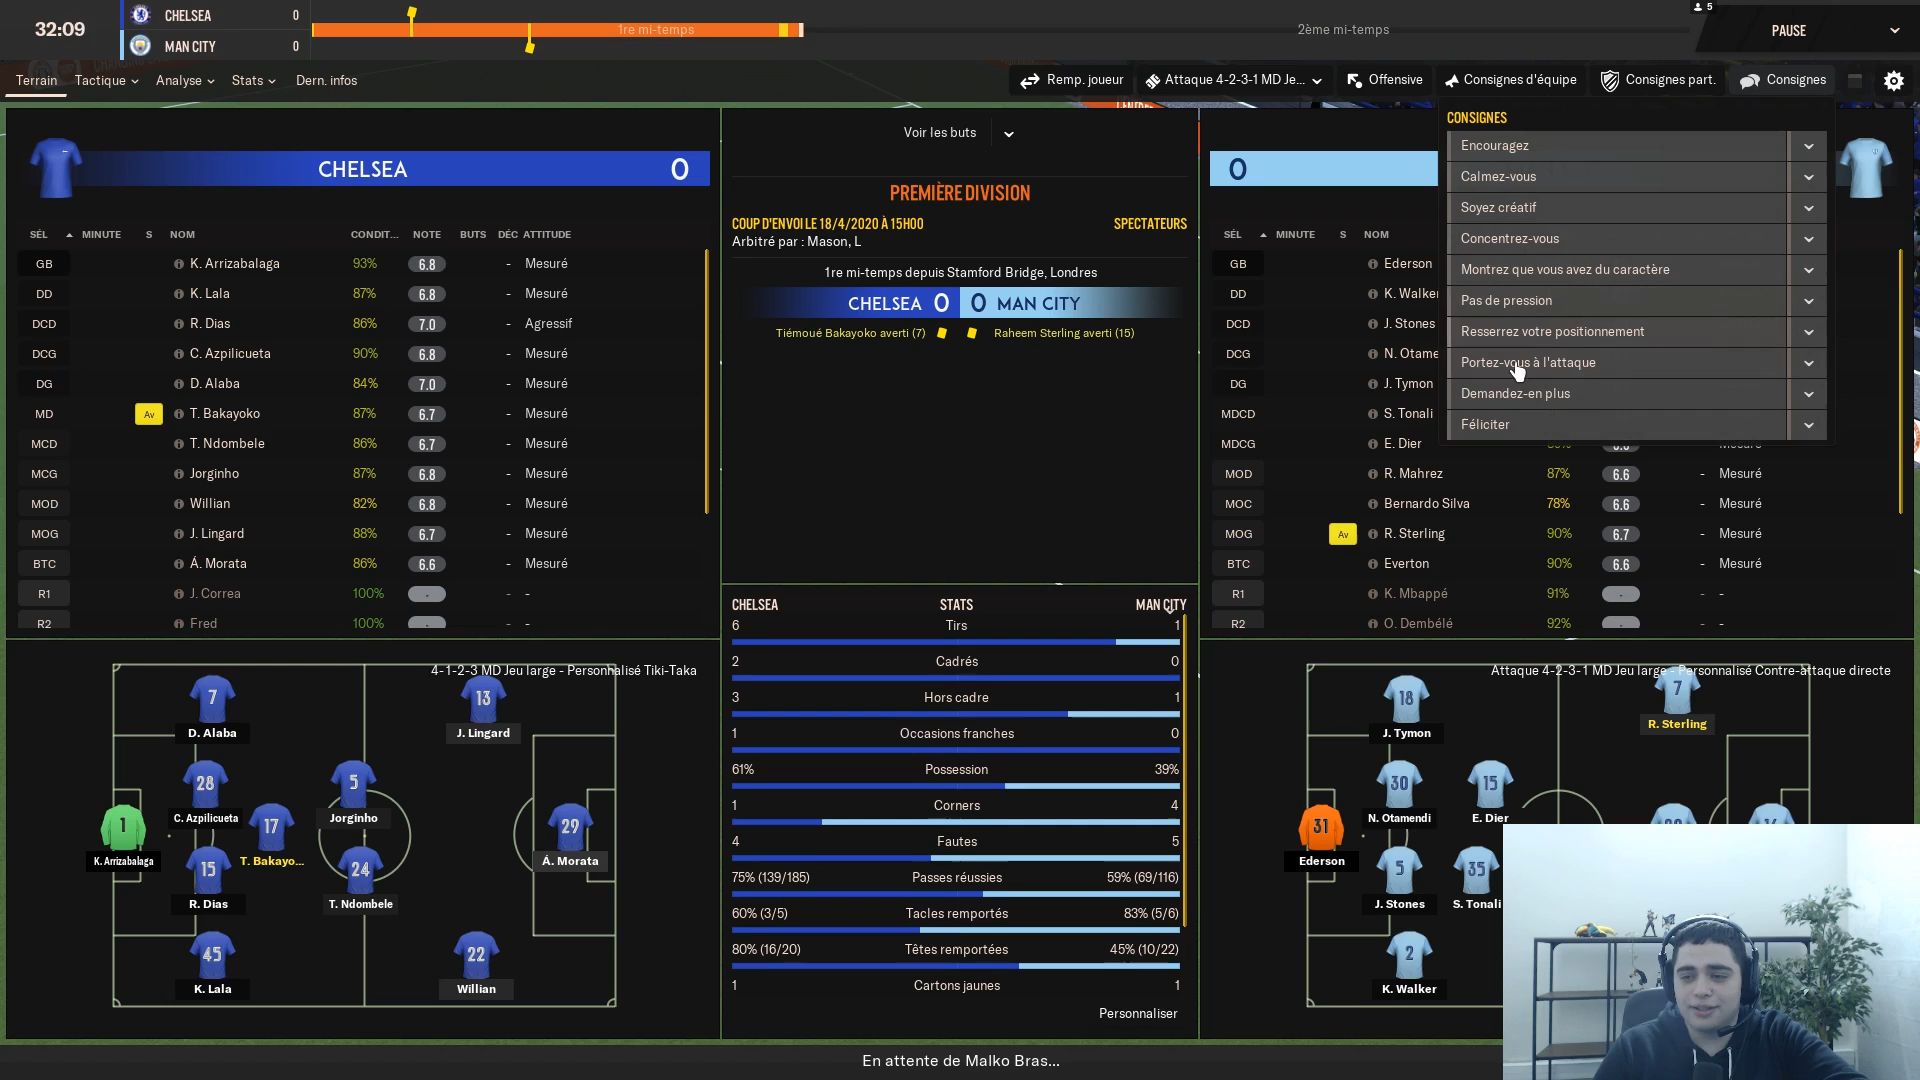 32:09
CHELSEA 0
MAN CITY 0
1re mi-temps
2ème mi-temps
5
PAUSE
Terrain
Tactique
Analyse
Stats
Dern. infos
Remp. joueur
Attaque 4-2-3-1 MD Je...
Offensive
Consignes d'équipe
Consignes part.
Consignes
CHELSEA 0
SÉL MINUTE S NOM CONDIT... NOTE BUTS DÉC ATTITUDE
GB K. Arrizabalaga 93% 6.8 - Mesuré
DD K. Lala 87% 6.8 - Mesuré
DCD R. Dias 86% 7.0 - Agressif
DCG C. Azpilicueta 90% 6.8 - Mesuré
DG D. Alaba 84% 7.0 - Mesuré
MD Av T. Bakayoko 87% 6.7 - Mesuré
MCD T. Ndombele 86% 6.7 - Mesuré
MCG Jorginho 87% 6.8 - Mesuré
MOD Willian 82% 6.8 - Mesuré
MOG J. Lingard 88% 6.7 - Mesuré
BTC Á. Morata 86% 6.6 - Mesuré
R1 J. Correa 100% - - -
R2 Fred 100% - - -
Voir les buts
PREMIÈRE DIVISION
COUP D'ENVOI LE 18/4/2020 À 15H00 SPECTATEURS
Arbitré par : Mason, L
1re mi-temps depuis Stamford Bridge, Londres
CHELSEA 0 0 MAN CITY
Tiémoué Bakayoko averti (7)
Raheem Sterling averti (15)
CHELSEA STATS MAN CITY
6 Tirs 1
2 Cadrés 0
3 Hors cadre 1
1 Occasions franches 0
61% Possession 39%
1 Corners 4
4 Fautes 5
75% (139/185) Passes réussies 59% (69/116)
60% (3/5) Tacles remportés 83% (5/6)
80% (16/20) Têtes remportées 45% (10/22)
1 Cartons jaunes 1
Personnaliser
0
SÉL MINUTE S NOM
GB Ederson
DD K. Walker
DCD J. Stones
DCG N. Otame
DG J. Tymon
MDCD S. Tonali
MDCG E. Dier
MOD R. Mahrez 87% 6.6 - Mesuré
MOC Bernardo Silva 78% 6.6 - Mesuré
MOG Av R. Sterling 90% 6.7 - Mesuré
BTC Everton 90% 6.6 - Mesuré
R1 K. Mbappé 91% - - -
R2 O. Dembélé 92% - - -
CONSIGNES
Encouragez
Calmez-vous
Soyez créatif
Concentrez-vous
Montrez que vous avez du caractère
Pas de pression
Resserrez votre positionnement
Portez-vous à l'attaque
Demandez-en plus
Féliciter
4-1-2-3 MD Jeu large - Personnalisé Tiki-Taka
7
D. Alaba
13
J. Lingard
28
C. Azpilicueta
5
Jorginho
1
K. Arrizabalaga
17
T. Bakayo...
29
Á. Morata
15
R. Dias
24
T. Ndombele
45
K. Lala
22
Willian
Attaque 4-2-3-1 MD Jeu large - Personnalisé Contre-attaque directe
18
J. Tymon
7
R. Sterling
30
N. Otamendi
15
E. Dier
31
Ederson
5
J. Stones
35
S. Tonali
2
K. Walker
En attente de Malko Bras...